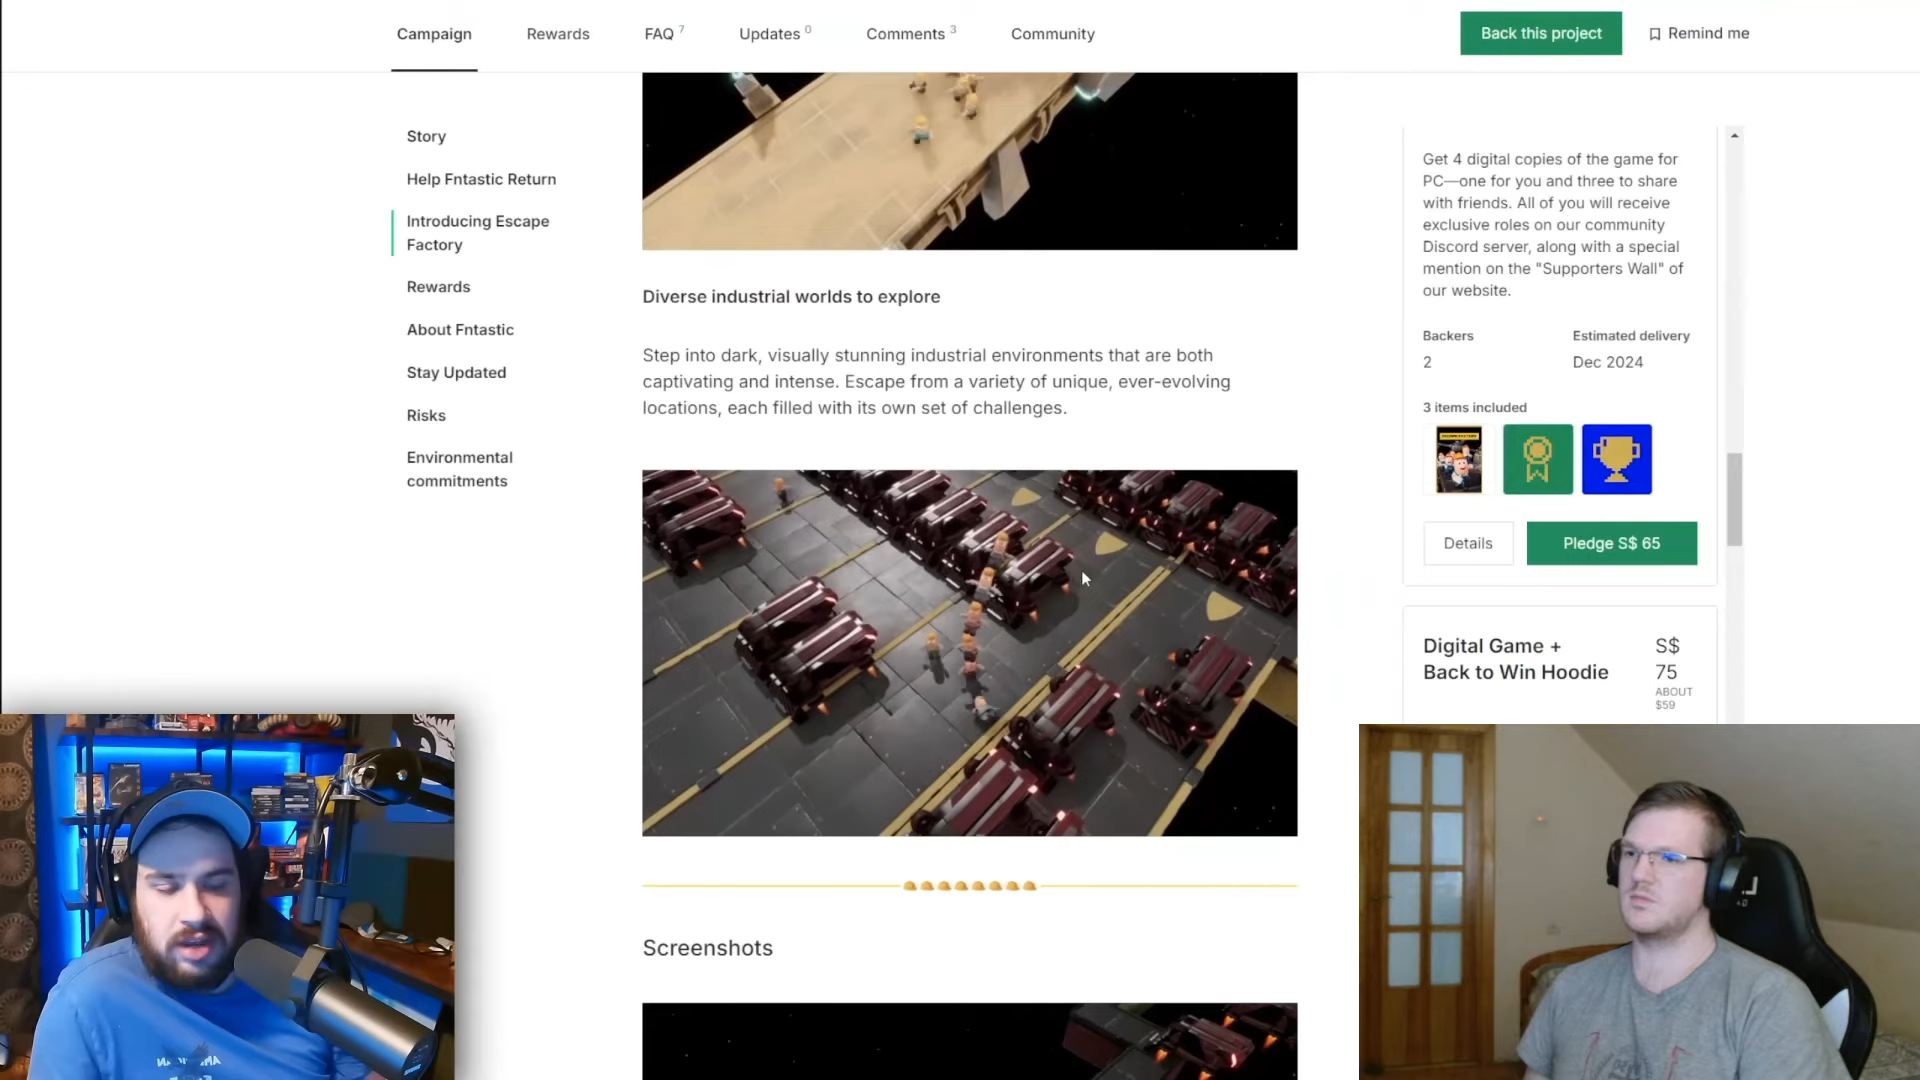 Campaign
Rewards
FAQ 7
Updates 0
Comments 3
Community
Back this project
Remind me
Story
Help Fntastic Return
Introducing Escape
Factory
Rewards
About Fntastic
Stay Updated
Risks
Environmental
commitments
Diverse industrial worlds to explore
Step into dark, visually stunning industrial environments that are both
captivating and intense. Escape from a variety of unique, ever-evolving
locations, each filled with its own set of challenges.
Screenshots
Get 4 digital copies of the game for
PC—one for you and three to share
with friends. All of you will receive
exclusive roles on our community
Discord server, along with a special
mention on the "Supporters Wall" of
our website.
Backers
2
Estimated delivery
Dec 2024
3 items included
Details
Pledge S$ 65
Digital Game +
Back to Win Hoodie
S$
75
ABOUT
$59